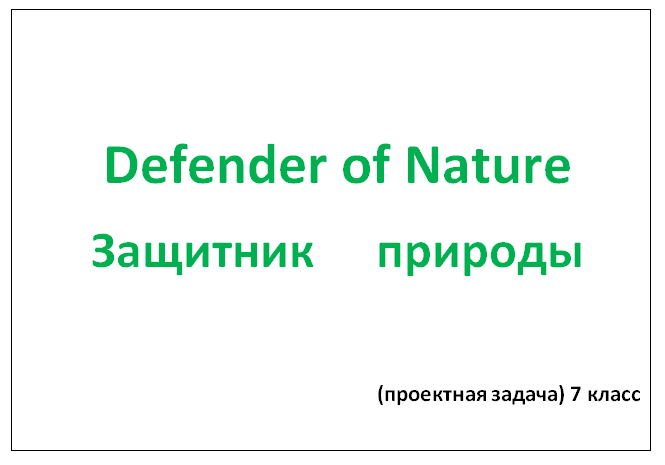 Defender of Nature
Защитник природы
(проектная задача) 7 класс